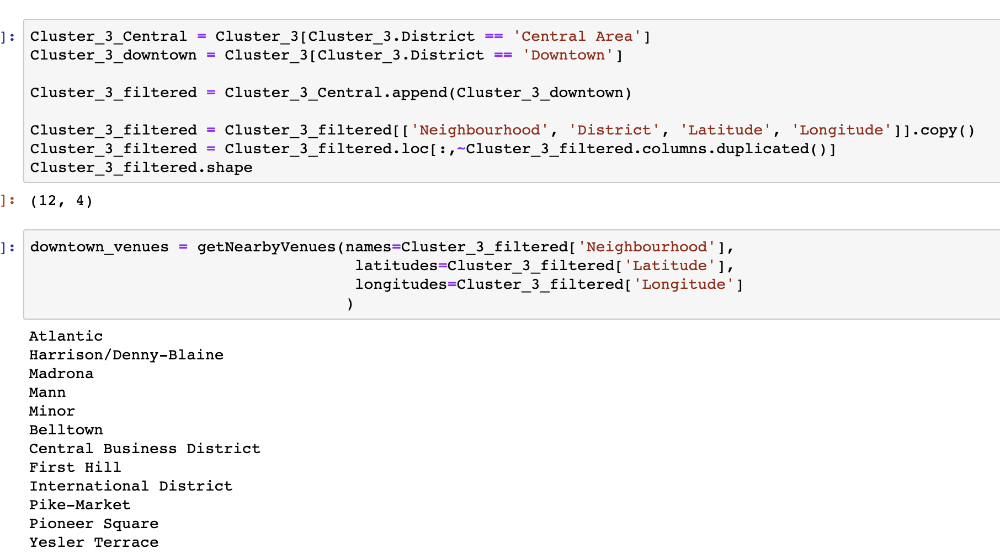 ]: Cluster_3_Central = Cluster_3[Cluster_3.District == 'Central Area']
Cluster_3_downtown = Cluster_3[Cluster_3.District == 'Downtown']
Cluster_3_filtered = Cluster_3_Central.append(Cluster_3_downtown)
Cluster_3_filtered = Cluster_3_filtered[['Neighbourhood', 'District', 'Latitude', 'Longitude']].copy()
Cluster_3_filtered = Cluster_3_filtered.loc[:,~Cluster_3_filtered.columns.duplicated()]
Cluster_3_filtered.shape
]: (12, 4)
]: downtown_venues = getNearbyVenues(names=Cluster_3_filtered['Neighbourhood'],
latitudes=Cluster_3_filtered['Latitude'],
longitudes=Cluster_3_filtered['Longitude']
)
Atlantic
Harrison/Denny-Blaine
Madrona
Mann
Minor
Belltown
Central Business District
First Hill
International District
Pike-Market
Pioneer Square
Yesler Terrace